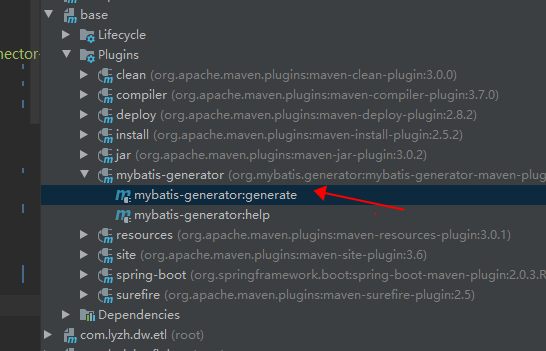 base
Lifecycle
Plugins
nector-
clean (org.apache.maven.plugins:maven-clean-plugin:3.0.0)
compiler (org.apache.maven.plugins:maven-compiler-plugin:3.7.0)
deploy (org.apache.maven.plugins:maven-deploy-plugin:2.8.2)
install (org.apache.maven.plugins:maven-install-plugin:2.5.2)
jar (org.apache.maven.plugins:maven-jar-plugin:3.0.2)
mybatis-generator (org.mybatis.generator:mybatis-generator-maven-plug
mybatis-generator:generate
mybatis-generator:help
resources (org.apache.maven.plugins:maven-resources-plugin:3.0.1)
site (org.apache.maven.plugins:maven-site-plugin:3.6)
spring-boot (org.springframework.boot:spring-boot-maven-plugin:2.0.3.R
surefire (org.apache.maven.plugins:maven-surefire-plugin:2.5)
Dependencies
com.lyzh.dw.etl (root)